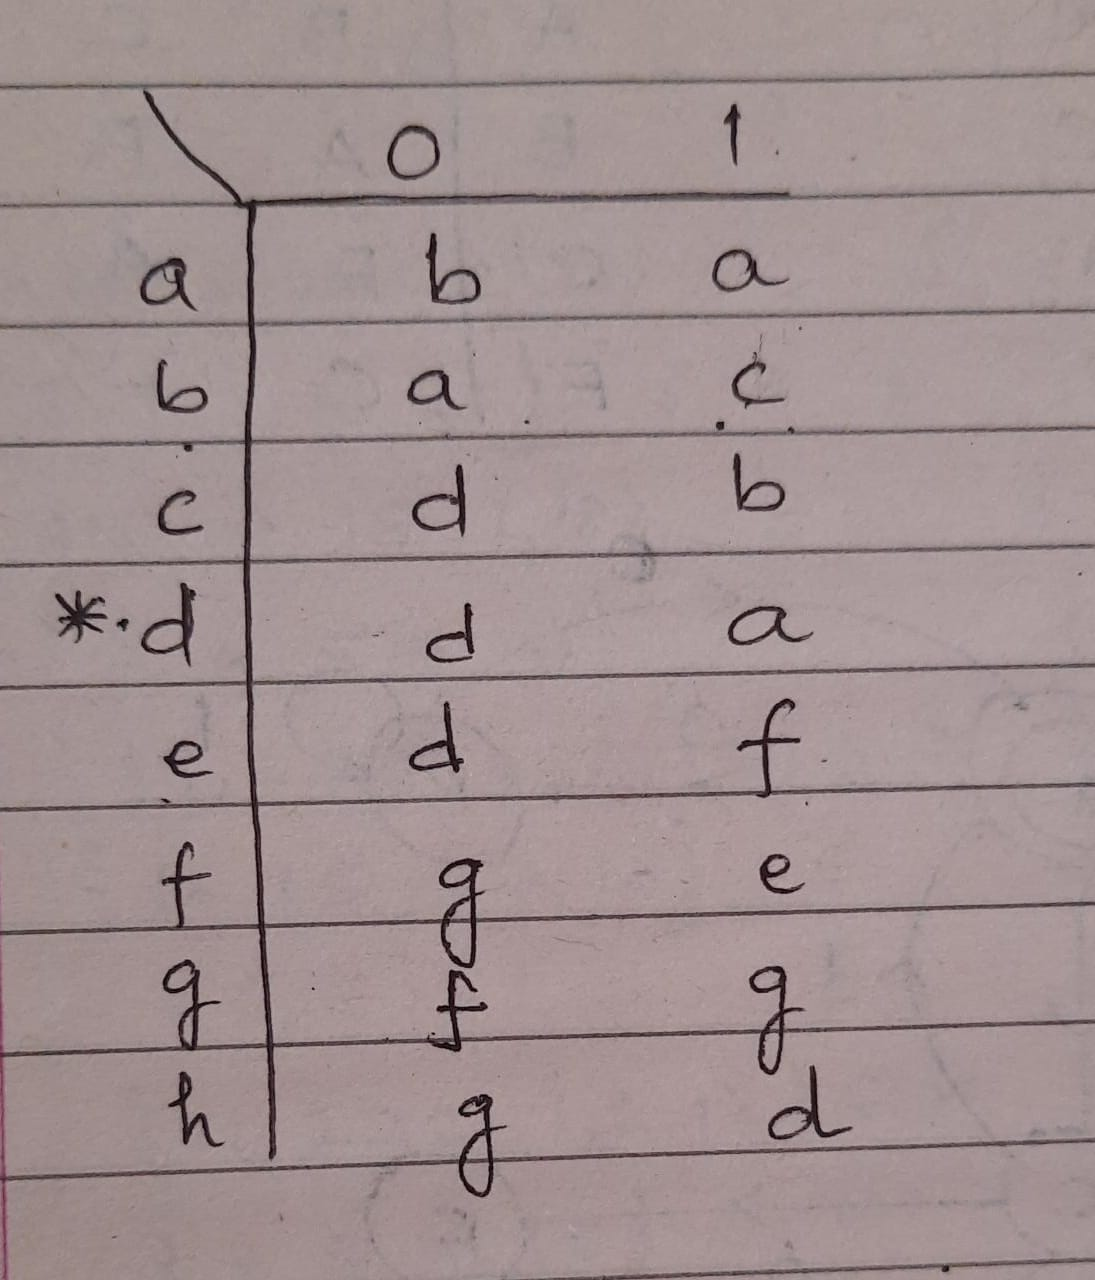 0 1
a b a
b a c
c d b
*.d d a
e d f
f g e
g f g
h g d